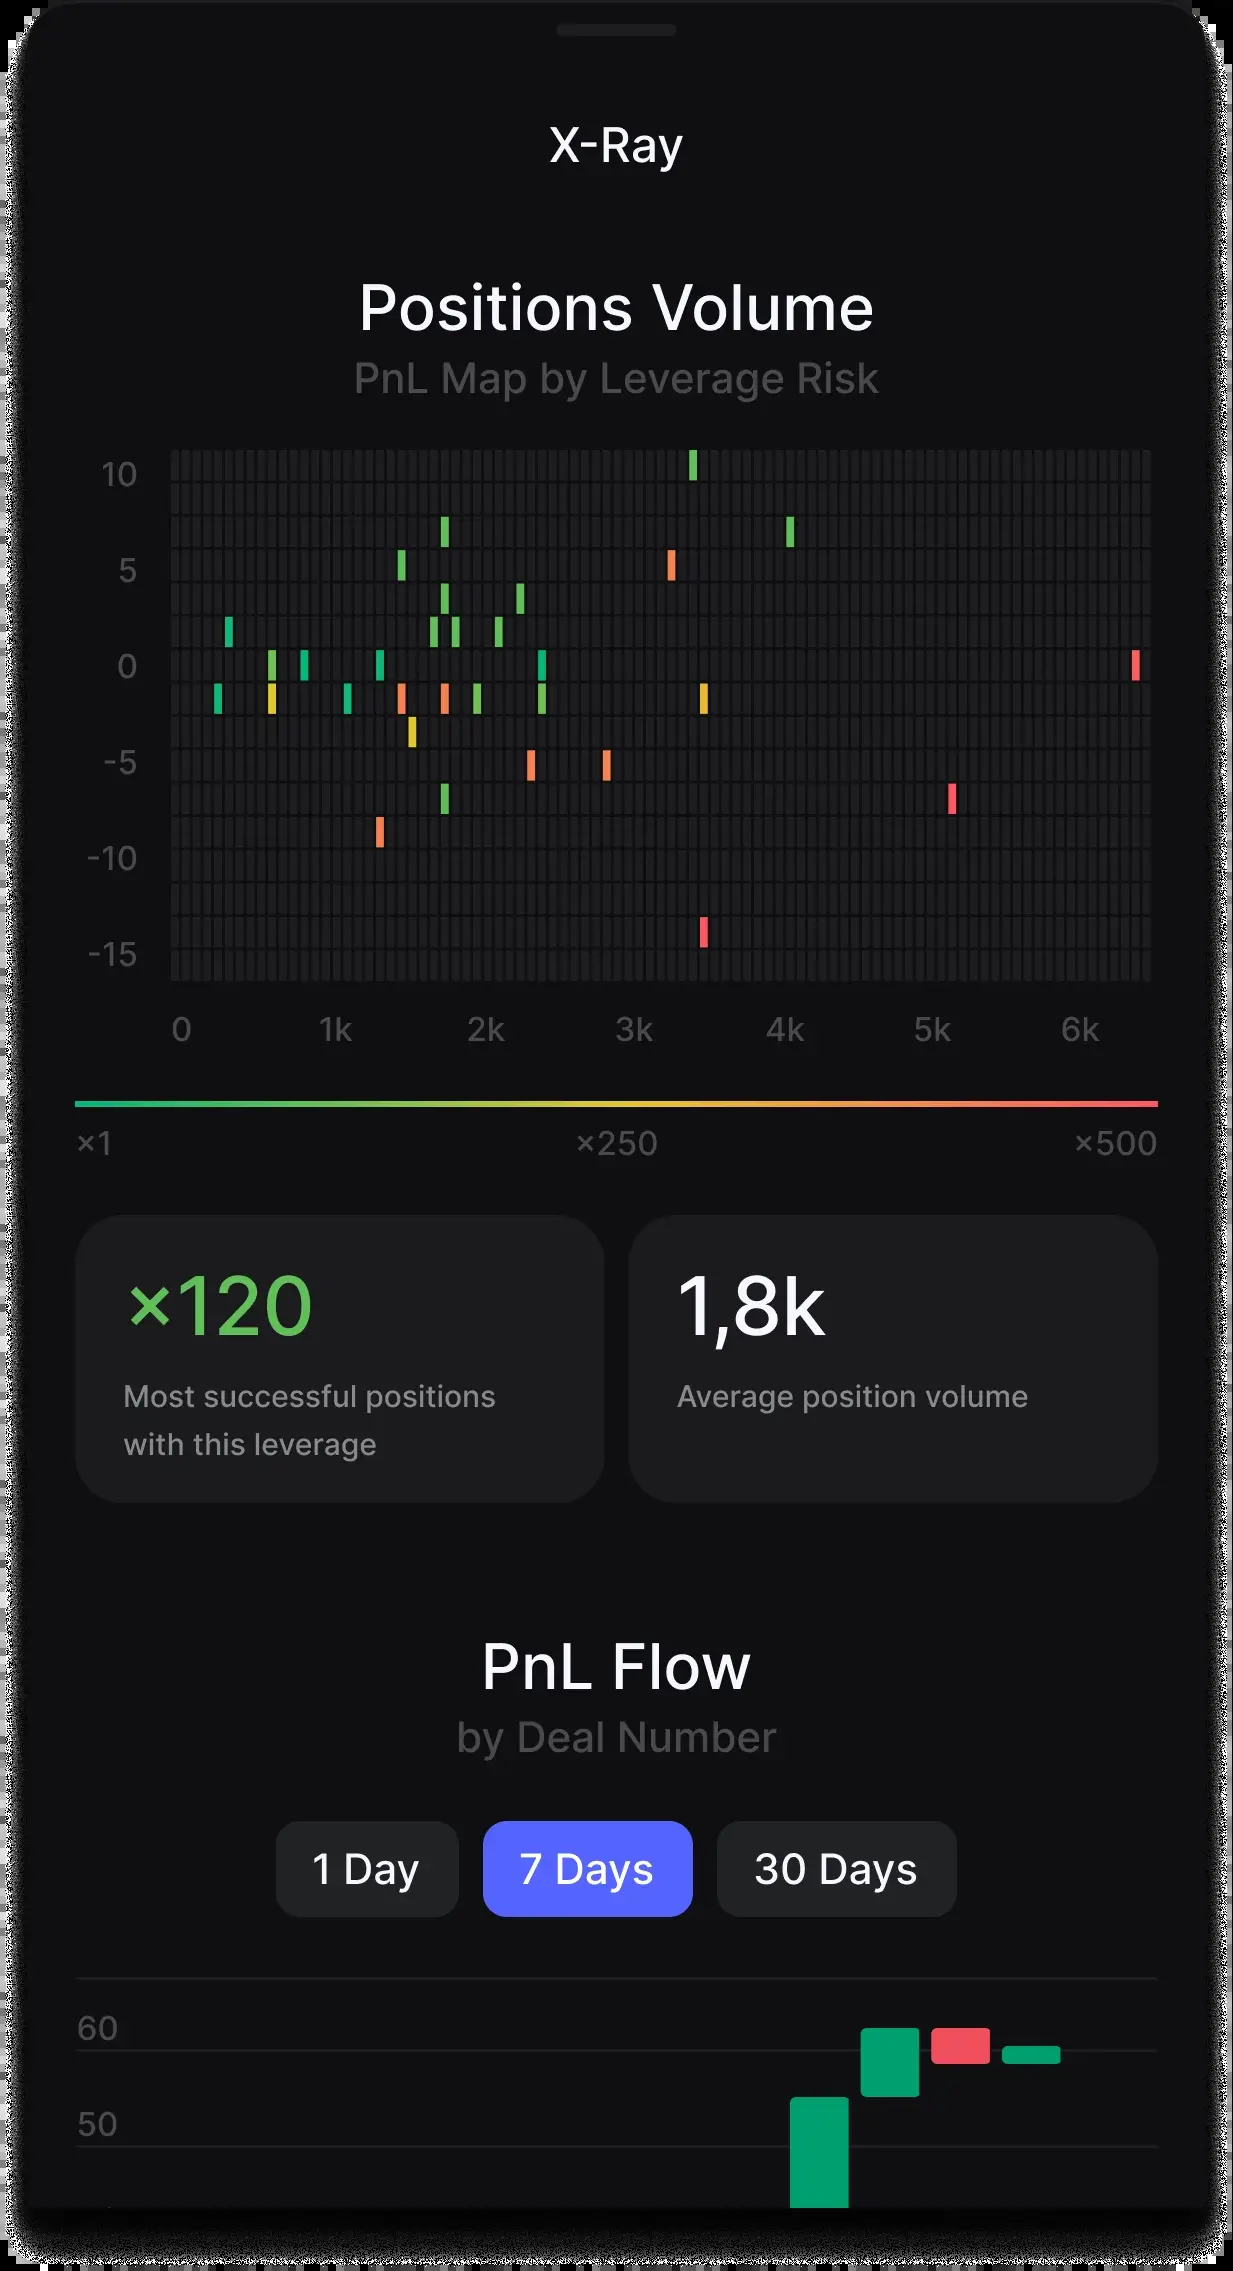 X-Ray
Positions Volume
PnL Map by Leverage Risk
10
5
0
-5
-10
-15
0 1k 2k 3k 4k 5k 6k
×1 ×250 ×500
×120
Most successful positions
with this leverage
1,8k
Average position volume
PnL Flow
by Deal Number
1 Day 7 Days 30 Days
60
50